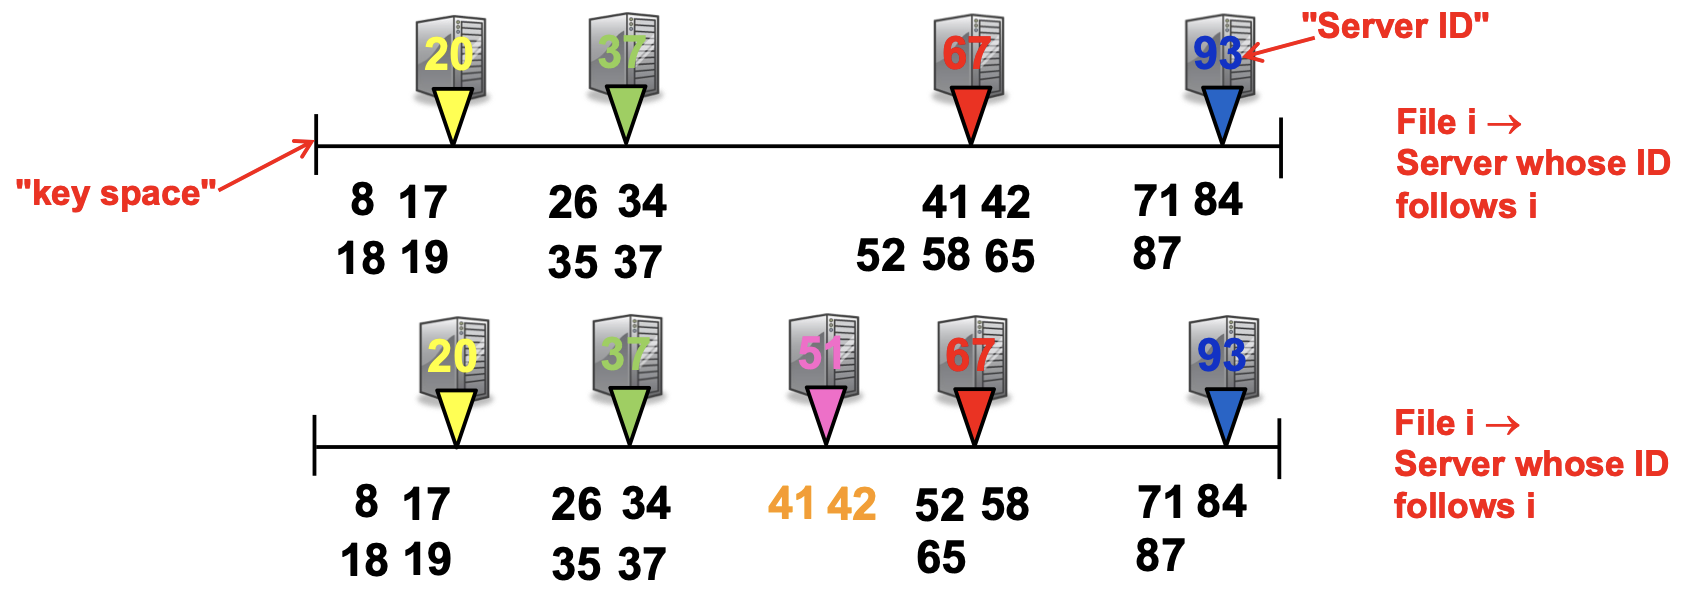 20 37 67 93 "Server ID"
"key space"
File i →
Server whose ID
follows i
8 17 26 34 41 42 71 84
18 19 35 37 52 58 65 87
20 37 51 67 93
File i →
Server whose ID
follows i
8 17 26 34 41 42 52 58 71 84
18 19 35 37 65 87